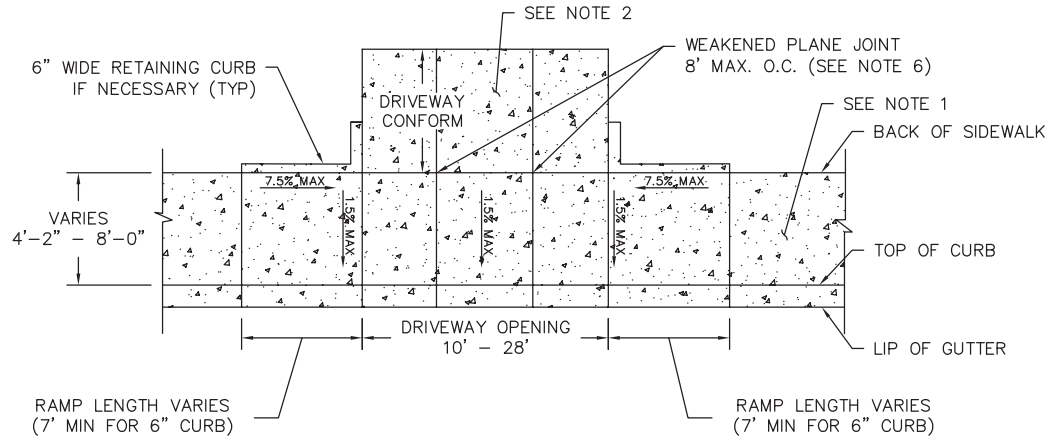 SEE NOTE 2
WEAKENED PLANE JOINT
8' MAX. O.C. (SEE NOTE 6)
6" WIDE RETAINING CURB
IF NECESSARY (TYP)
DRIVEWAY
CONFORM
SEE NOTE 1
BACK OF SIDEWALK
7.5% MAX
7.5% MAX
VARIES
4'-2" - 8'-0"
1.5% MAX
1.5% MAX
1.5% MAX
TOP OF CURB
DRIVEWAY OPENING
10' - 28'
LIP OF GUTTER
RAMP LENGTH VARIES
(7' MIN FOR 6" CURB)
RAMP LENGTH VARIES
(7' MIN FOR 6" CURB)